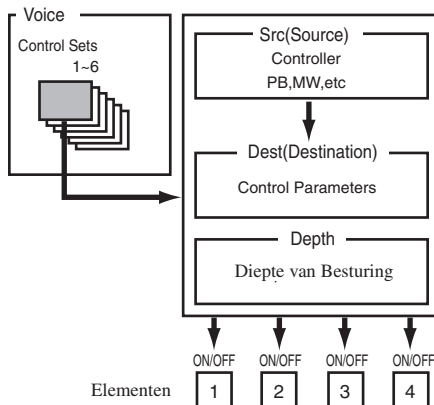 Voice
Control Sets
1~6
Src(Source)
Controller
PB,MW,etc
Dest(Destination)
Control Parameters
Depth
Diepte van Besturing
ON/OFF ON/OFF ON/OFF ON/OFF
Elementen 1 2 3 4